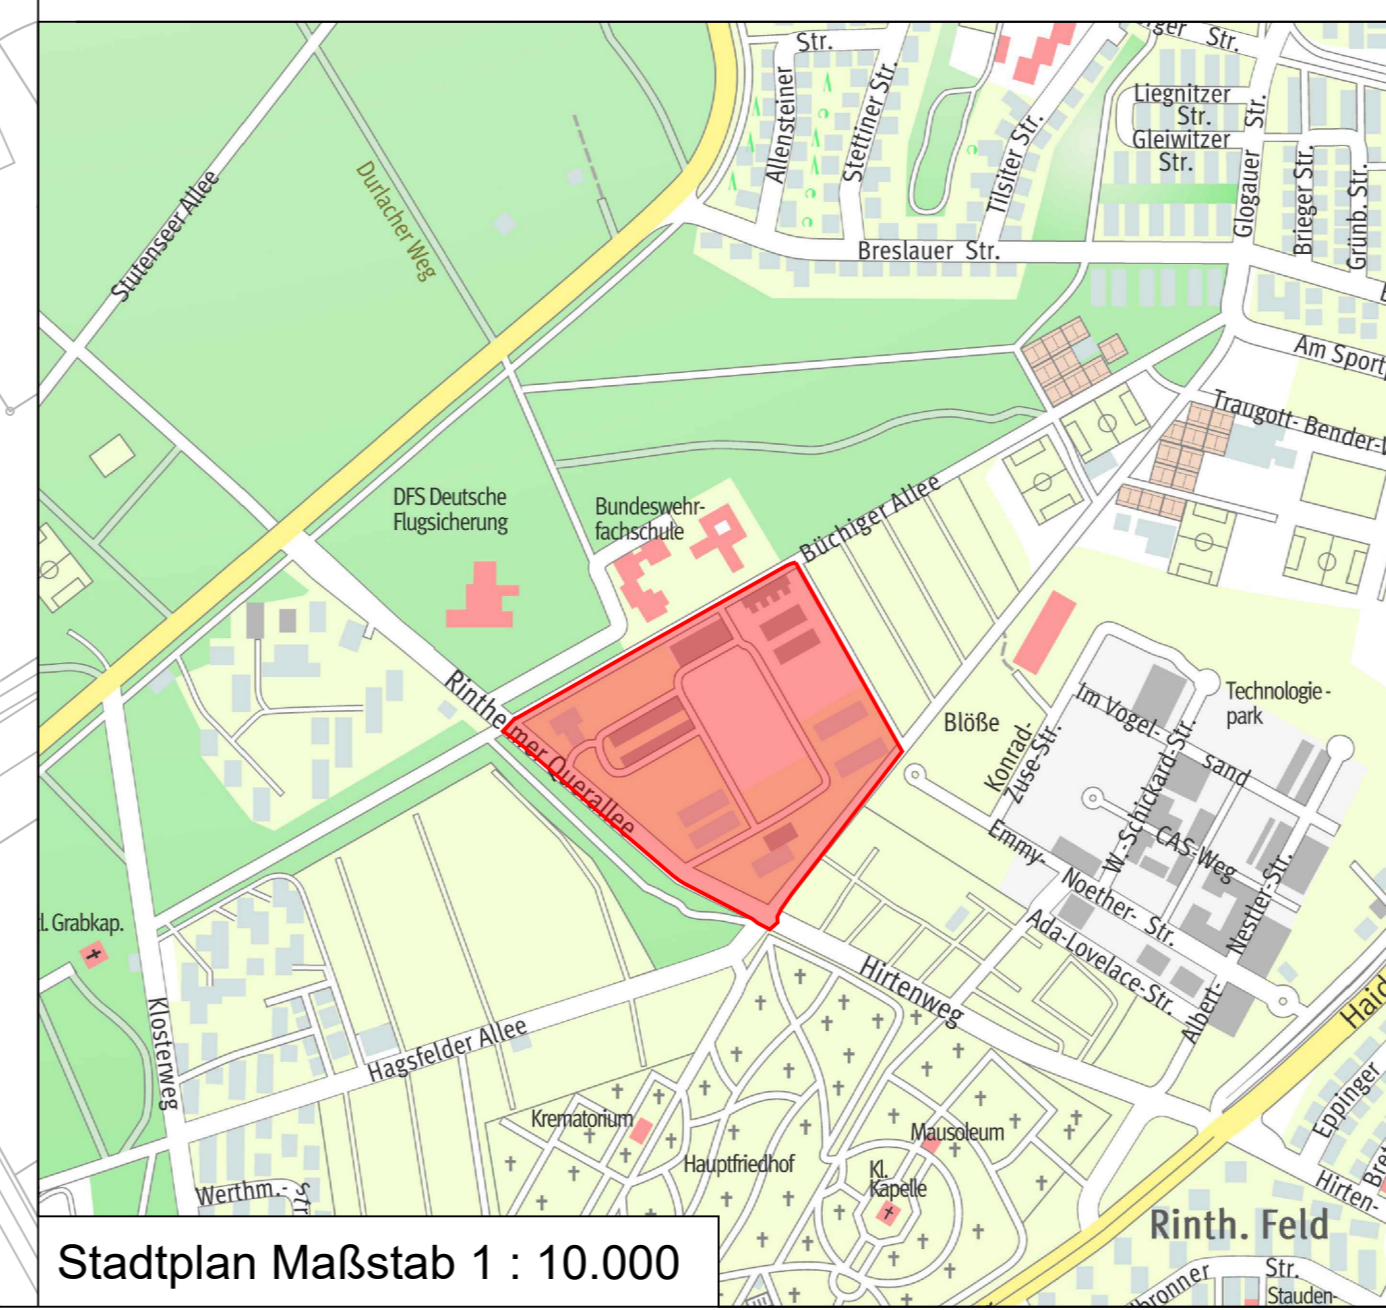 Str.
Allensteiner
Stettiner Str.
Tilsiter Str.
Str.
Liegnitzer
Str.
Gleiwitzer
Str.
Glogauer Str.
Brieger Str.
Grünb. Str.
Stutenseer Allee
Durlacher Weg
Breslauer Str.
Am Sport
Traugott-Bender-
DFS Deutsche
Flugsicherung
Bundeswehr-
fachschule
Büchiger Allee
Rintheimer Querallee
Blöße
Konrad-
Zuse-Str.
Im Vogel-
sand
Technologie-
park
W.-Schickard-Str.
CAS-Weg
Emmy-
Noether- Str.
Ada-Lovelace-Str.
Albert-
Nestler-Str.
l. Grabkap.
Klosterweg
Hagsfelder Allee
Hirtenweg
Haid
Eppinger
Bret
Hirten-
Krematorium
Hauptfriedhof
Mausoleum
Kl.
Kapelle
Werthm.-
Str
Rinth. Feld
bronner
Str.
Stauden-
Stadtplan Maßstab 1 : 10.000